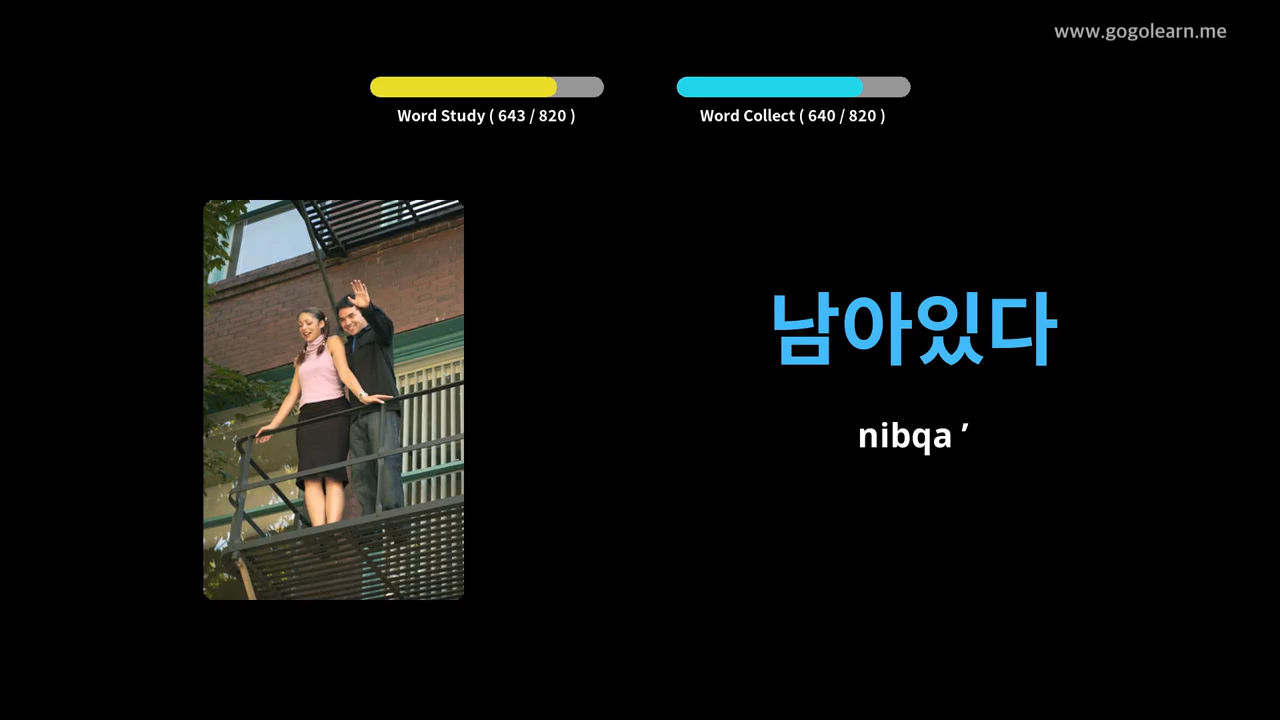 www.gogolearn.me
Word Study ( 643 / 820 )
Word Collect ( 640 / 820 )
남아있다
nibqa ’